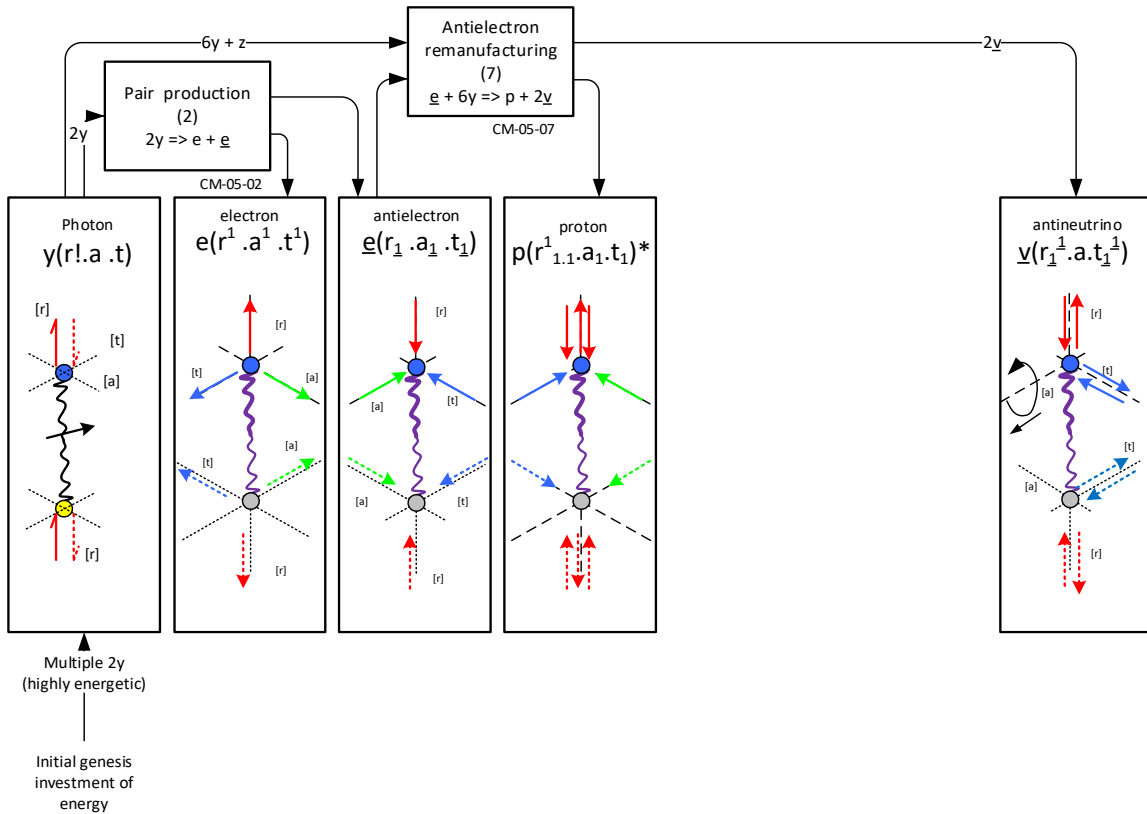 6y + z
Antielectron
remanufacturing
(7)
e + 6y => p + 2v
CM-05-07
2v
Pair production
(2)
2y => e + e
CM-05-02
2y
Photon
y(r!.a .t)
[r]
[t]
[a]
[r]
electron
e(r¹ .a¹ .t¹)
[r]
[t]
[a]
[a]
[t]
[r]
antielectron
e(r₁ .a₁ .t₁)
[r]
[a]
[t]
[a]
[t]
[r]
proton
p(r¹₁.₁.a₁.t₁)*
antineutrino
v(r₁¹.a.t₁¹)
[r]
[t]
[a]
[t]
[a]
[r]
Multiple 2y
(highly energetic)
Initial genesis
investment of
energy